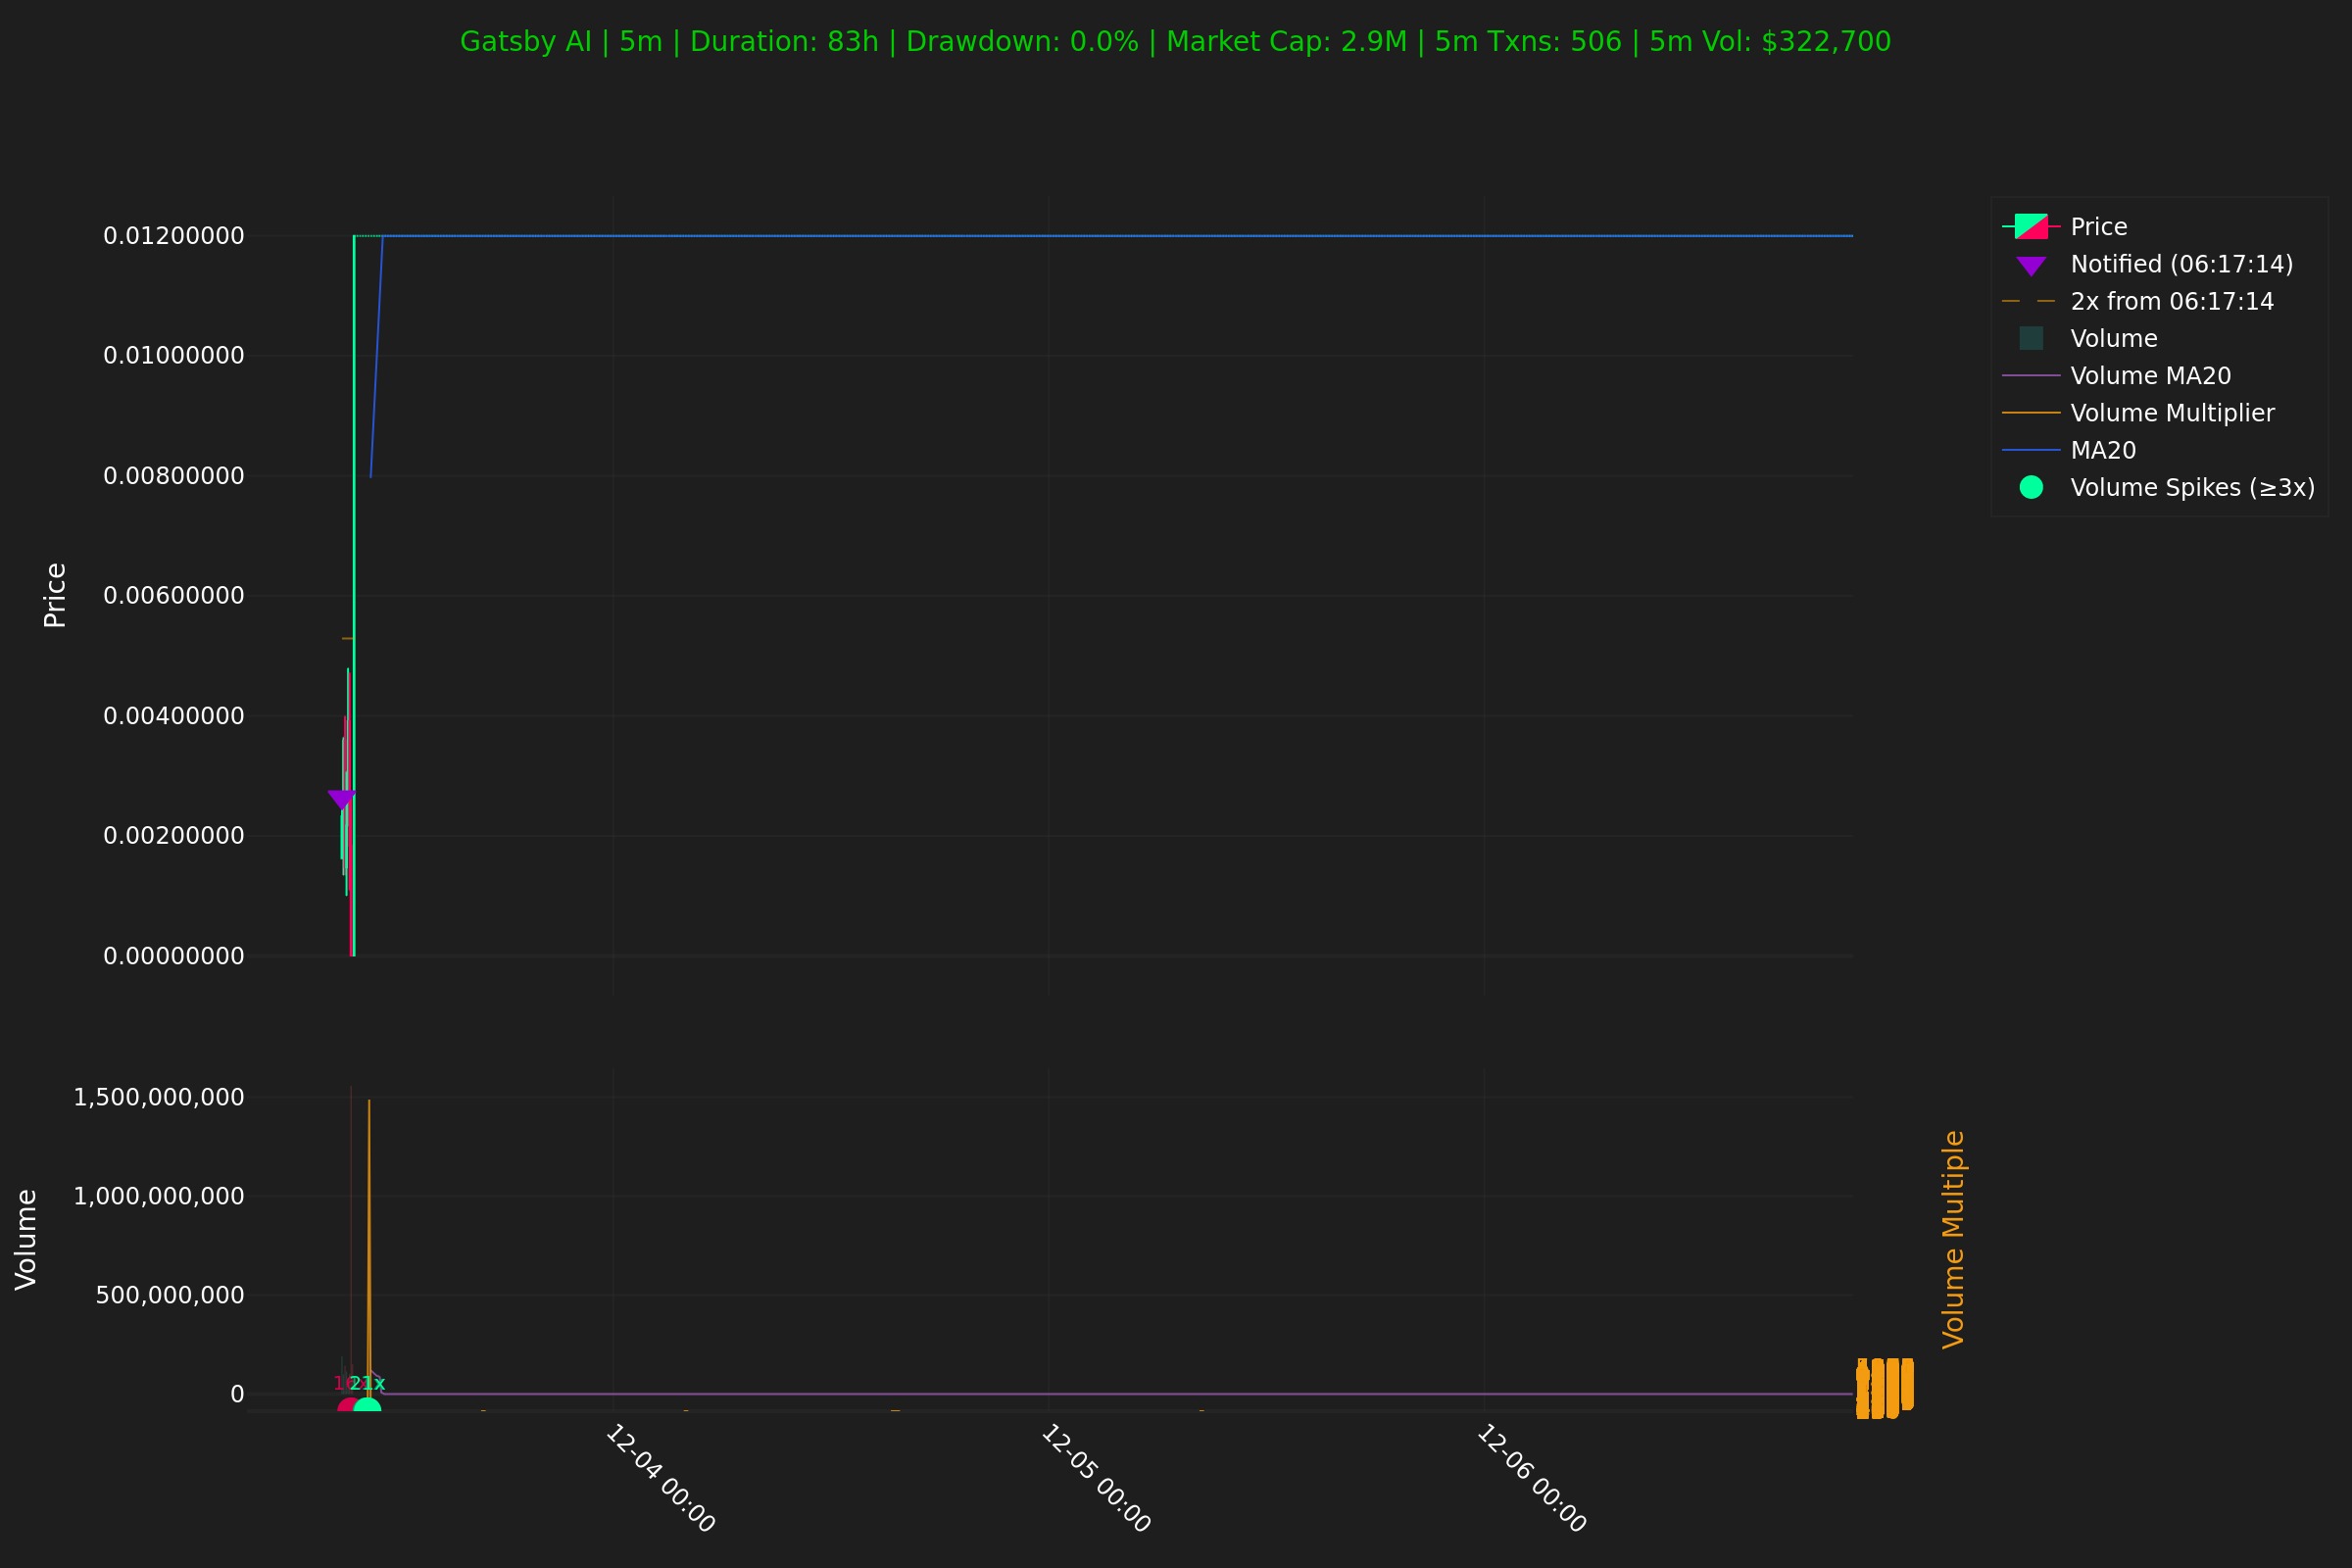 Gatsby AI | 5m | Duration: 83h | Drawdown: 0.0% | Market Cap: 2.9M | 5m Txns: 506 | 5m Vol: $322,700
0.01200000
0.01000000
0.00800000
0.00600000
0.00400000
0.00200000
0.00000000
Price
Price
Notified (06:17:14)
2x from 06:17:14
Volume
Volume MA20
Volume Multiplier
MA20
Volume Spikes (≥3x)
1,500,000,000
1,000,000,000
500,000,000
0
Volume
21x
Volume Multiple
12-04 00:00
12-05 00:00
12-06 00:00